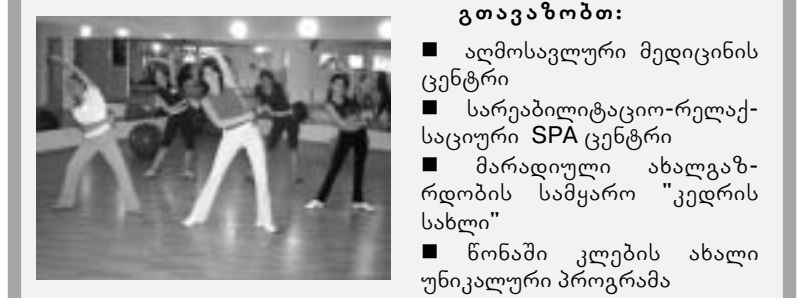 გთავაზობთ:
■ აღმოსავლური მედიცინის
ცენტრი
■ სარეაბილიტაციო-რელაქ-
საციური SPA ცენტრი
■ მარადიული ახალგაზ-
რდობის სამყარო "კედრის
სახლი"
■ წონაში კლების ახალი
უნიკალური პროგრამა